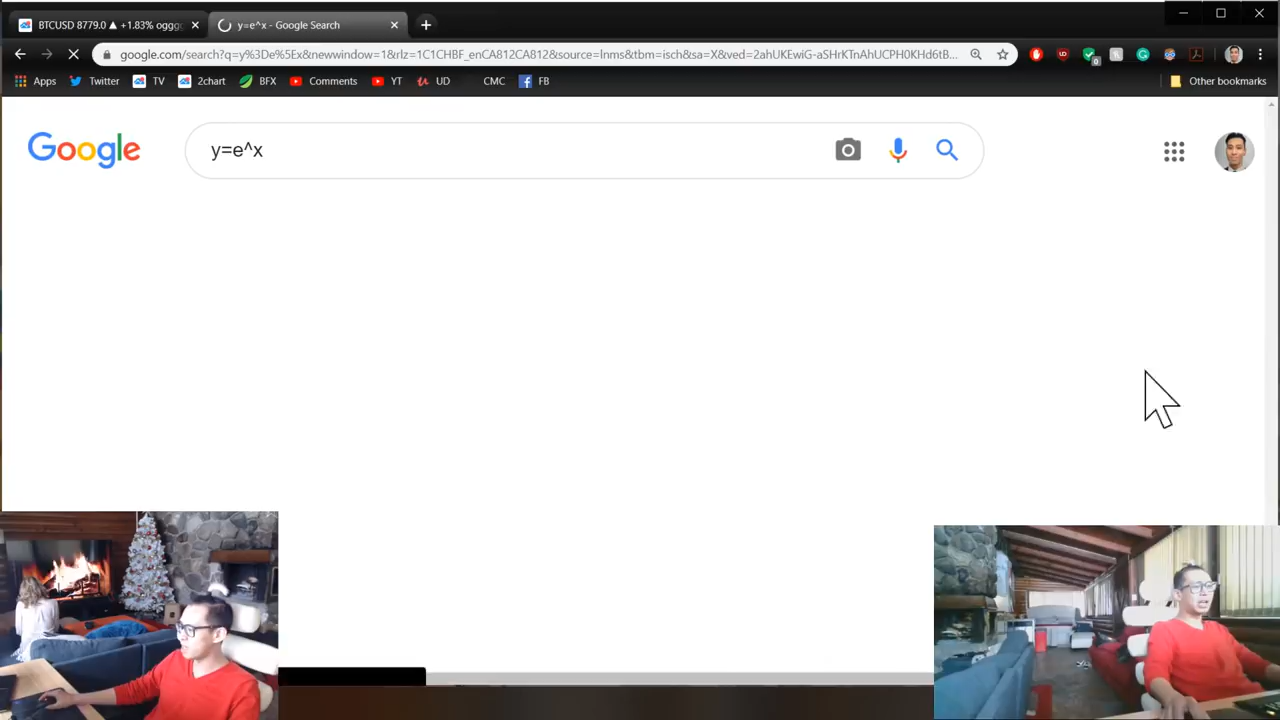 BTCUSD 8779.0 ▲ +1.83% ogggg
y=e^x - Google Search
google.com/search?q=y%3De%5Ex&newwindow=1&rlz=1C1CHBF_enCA812CA812&source=lnms&tbm=isch&sa=X&ved=2ahUKEwiG-aSHrKTnAhUCPH0KHd6tB...
Apps Twitter TV 2chart BFX Comments YT UD CMC FB Other bookmarks
Google y=e^x